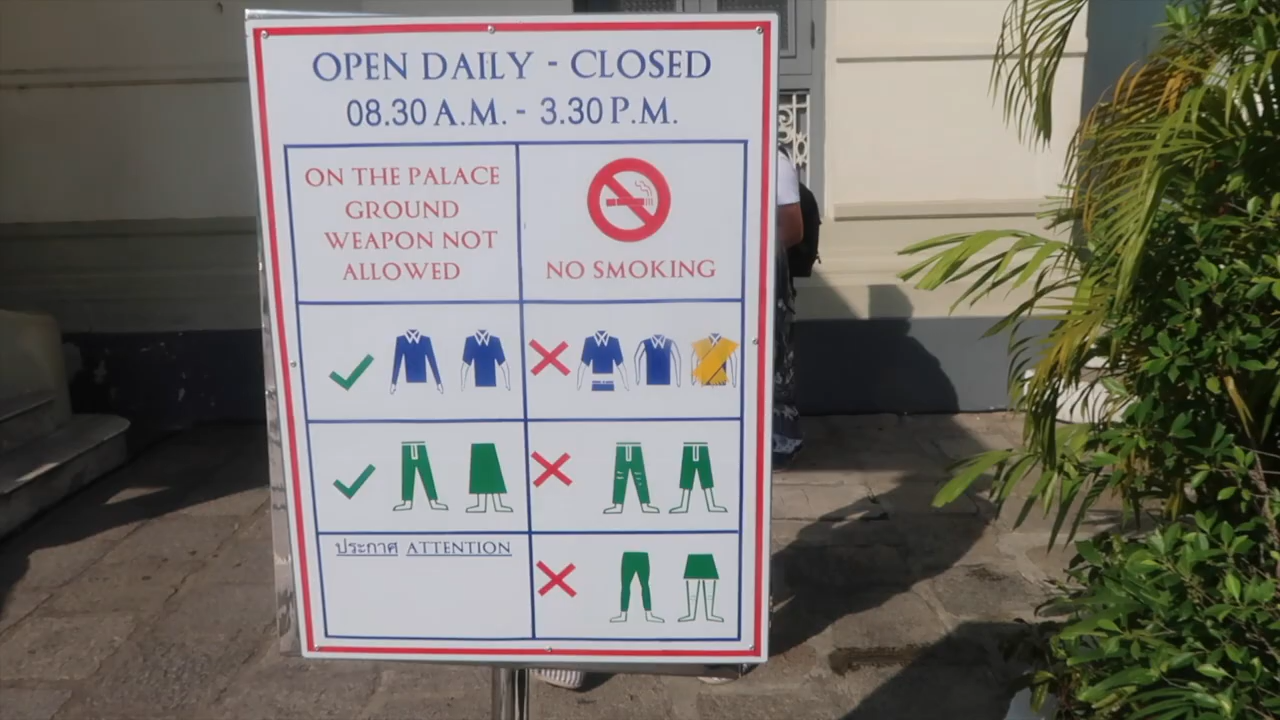 OPEN DAILY - CLOSED
08.30 A.M. - 3.30 P.M.
ON THE PALACE
GROUND
WEAPON NOT
ALLOWED
NO SMOKING
ประกาศ ATTENTION